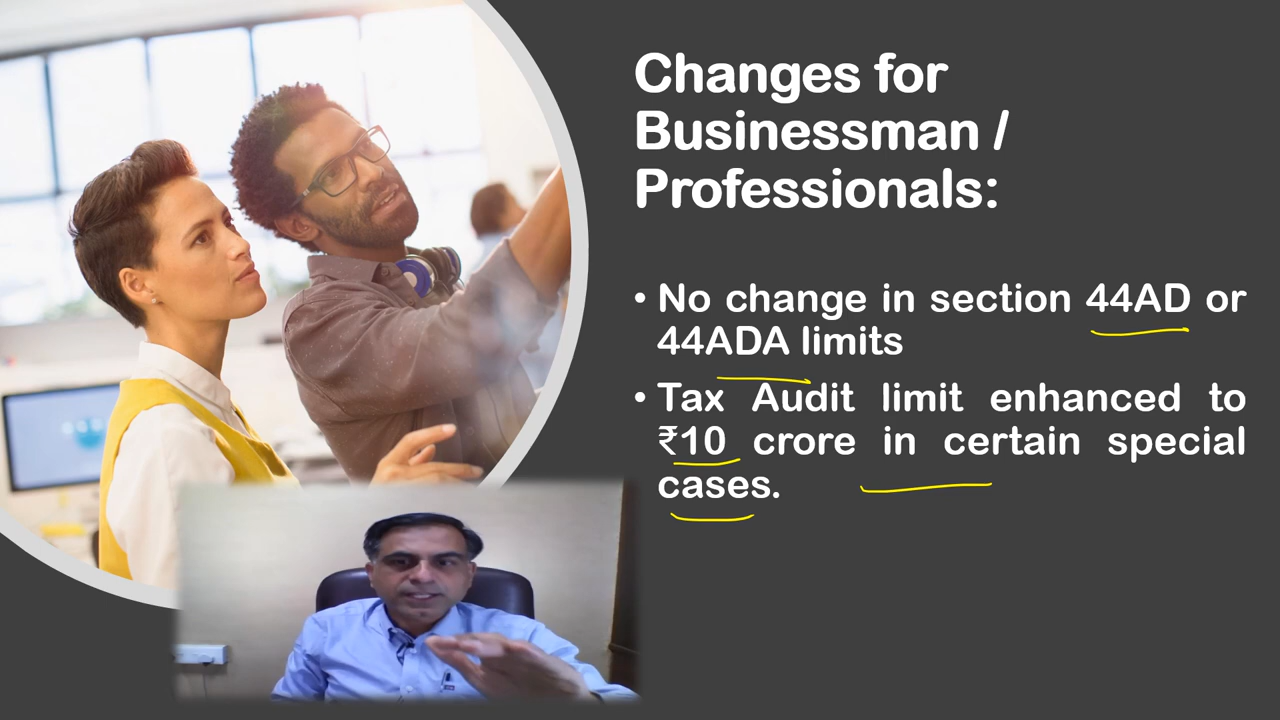 Changes for
Businessman /
Professionals:
• No change in section 44AD or
44ADA limits
• Tax Audit limit enhanced to
₹10 crore in certain special
cases.